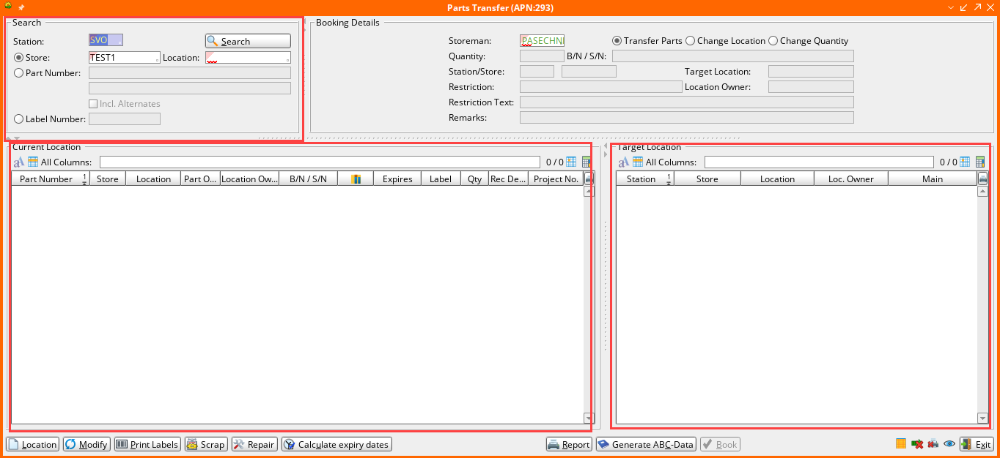 Parts Transfer (APN:293)
Search
Station: SVO Search
Store: TEST1 Location:
Part Number:
Incl. Alternates
Label Number:
Booking Details
Storeman: PASECHNI Transfer Parts Change Location Change Quantity
Quantity: B/N / S/N:
Station/Store: Target Location:
Restriction: Location Owner:
Restriction Text:
Remarks:
Current Location
All Columns: 0 / 0
Part Number 1 Store Location Part O... Location Ow... B/N / S/N Expires Label Qty Rec De... Project No.
Target Location
All Columns: 0 / 0
Station 1 Store Location Loc. Owner Main
Location Modify Print Labels Scrap Repair Calculate expiry dates Report Generate ABC-Data Book Exit